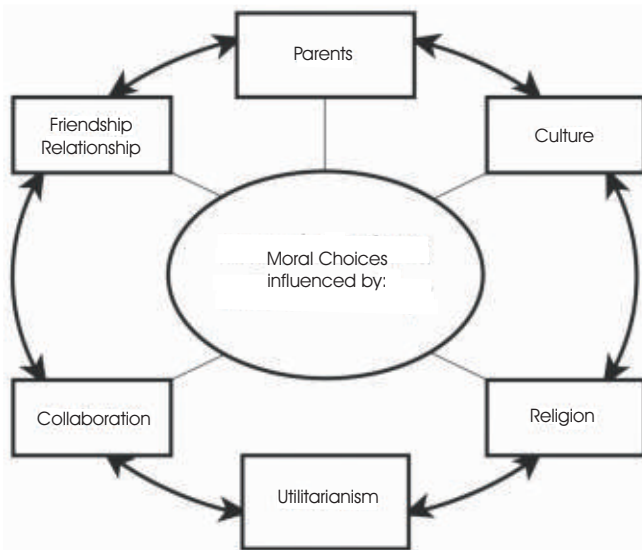 Parents
Friendship
Relationship
Culture
Moral Choices
influenced by:
Collaboration
Religion
Utilitarianism